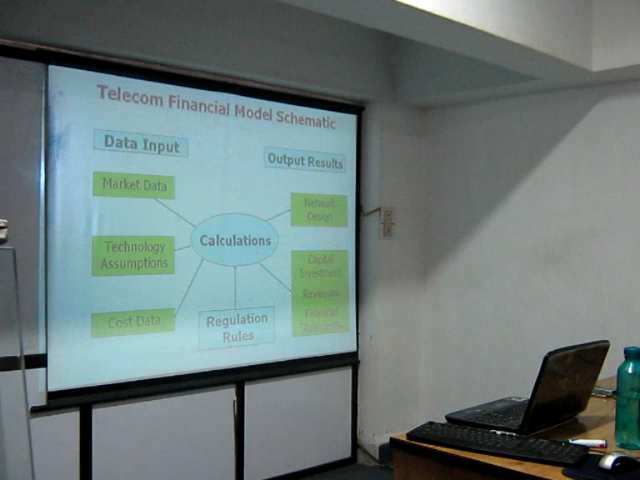 Telecom Financial Model Schematic
Data Input
Output Results
Market Data
Network
Design
Technology
Assumptions
Calculations
Capital
Investment
Revenues
Financial
Statements
Cost Data
Regulation
Rules